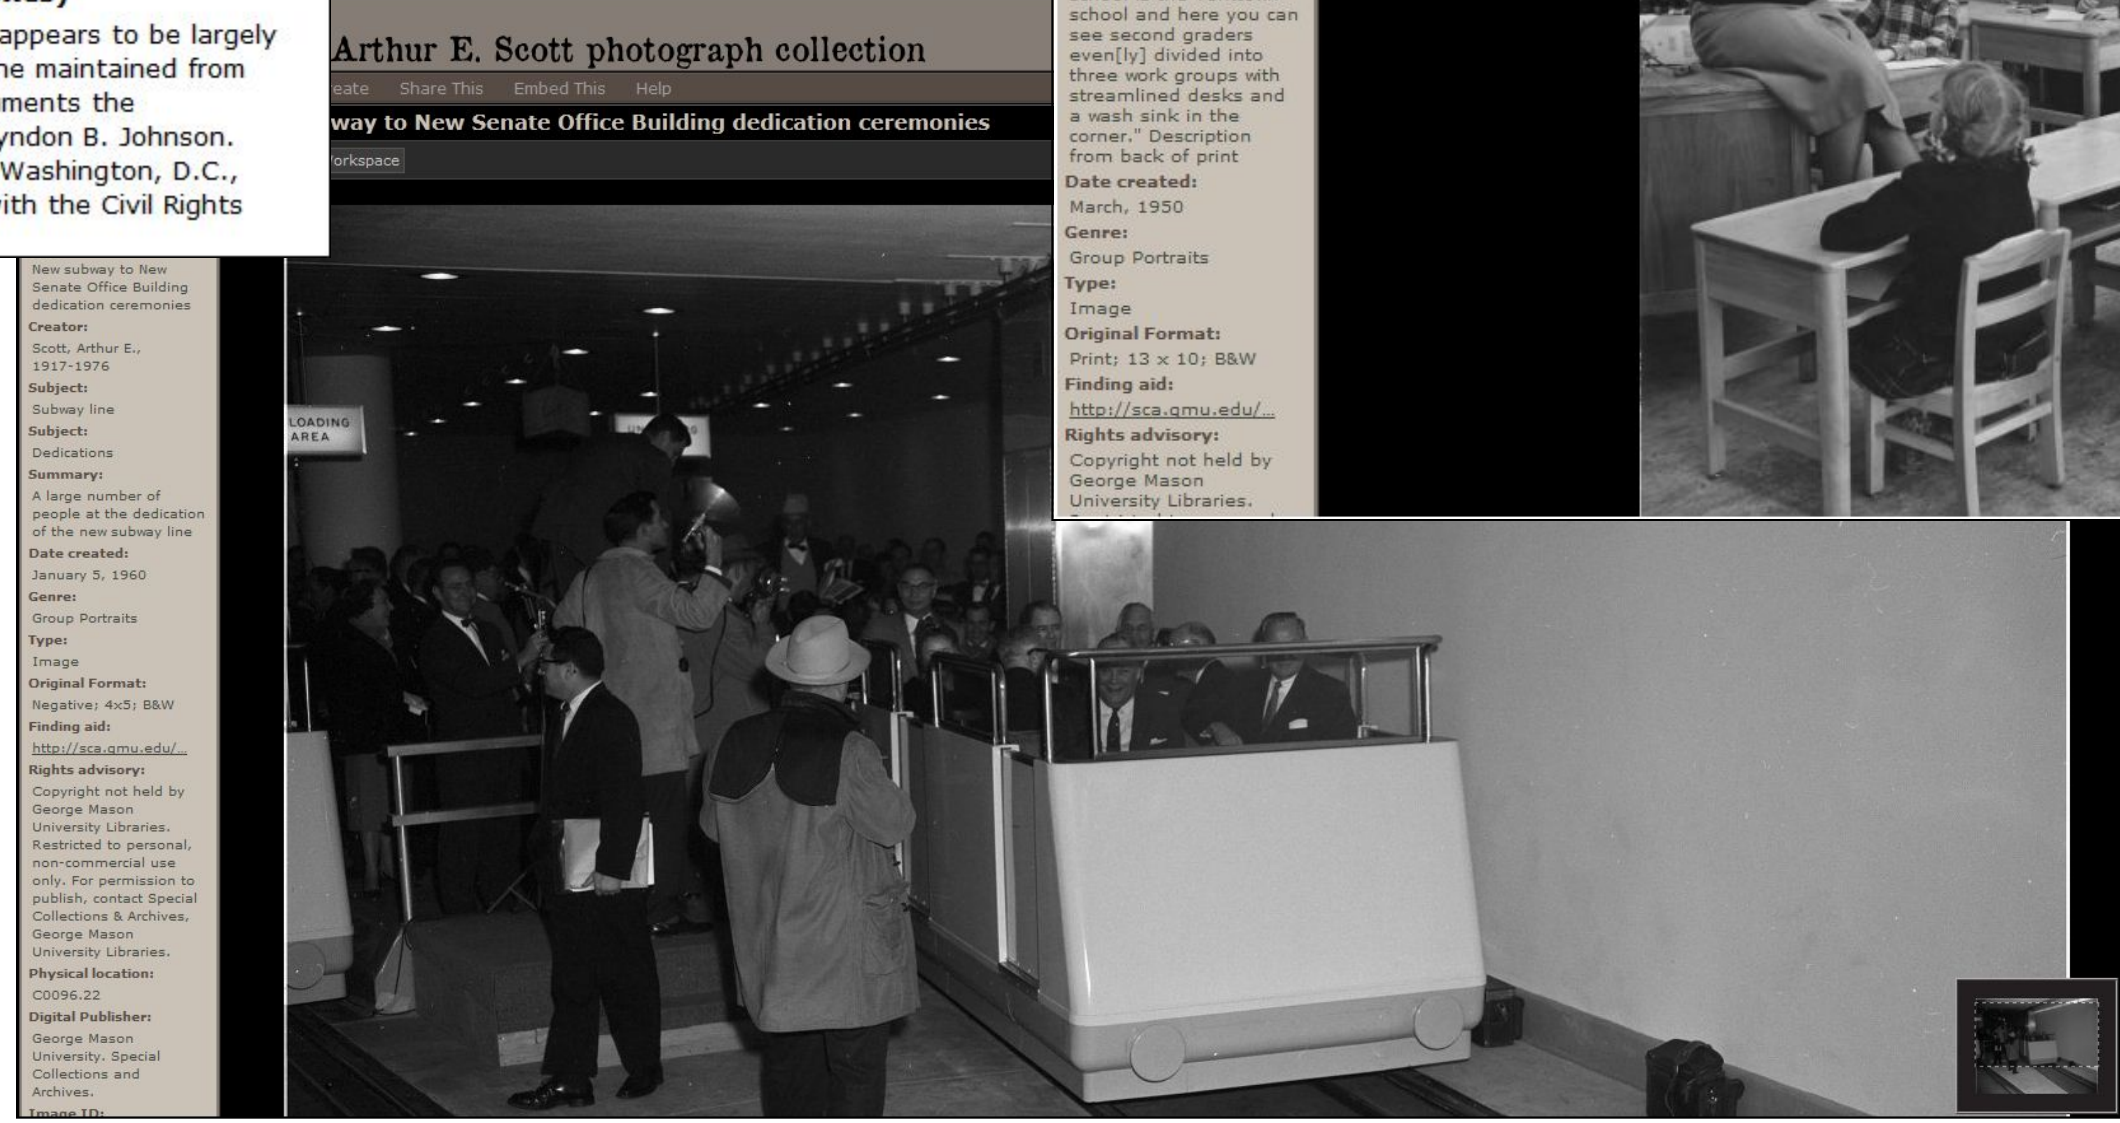 appears to be largely
maintained from
the
Lyndon B. Johnson.
Washington, D.C.,
with the Civil Rights
Arthur E. Scott photograph collection
Share This Embed This Help
way to New Senate Office Building dedication ceremonies
orkspace
New subway to New
Senate Office Building
dedication ceremonies
Creator:
Scott, Arthur E.,
1917-1976
Subject:
Subway line
Subject:
Dedications
Summary:
A large number of
people at the dedication
of the new subway line
Date created:
January 5, 1960
Genre:
Group Portraits
Type:
Image
Original Format:
Negative; 4x5; B&W
Finding aid:
http://sca.gmu.edu/...
Rights advisory:
Copyright not held by
George Mason
University Libraries.
Restricted to personal,
non-commercial use
only. For permission to
publish, contact Special
Collections & Archives,
George Mason
University Libraries.
Physical location:
C0096.22
Digital Publisher:
George Mason
University. Special
Collections and
Archives.
Image ID:
LOADING
AREA
school and here you can
see second graders
even[ly] divided into
three work groups with
streamlined desks and
a wash sink in the
corner." Description
from back of print
Date created:
March, 1950
Genre:
Group Portraits
Type:
Image
Original Format:
Print; 13 x 10; B&W
Finding aid:
http://sca.gmu.edu/...
Rights advisory:
Copyright not held by
George Mason
University Libraries.